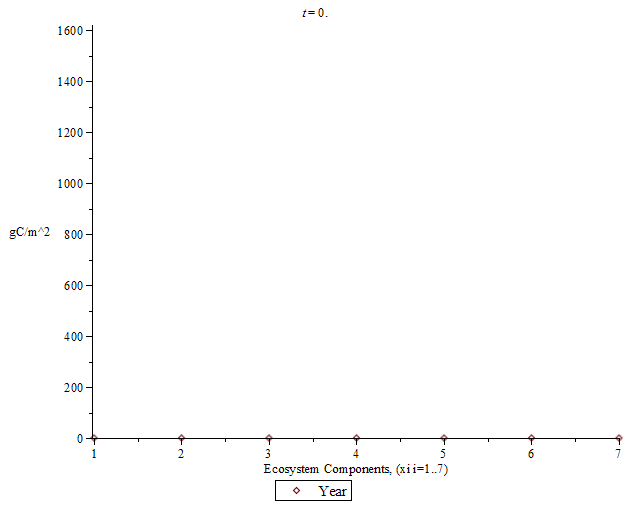 t = 0.
1600
1400
1200
1000
gC/m^2 800
600
400
200
0
1 2 3 4 5 6 7
Ecosystem Components, (xi i=1..7)
Year